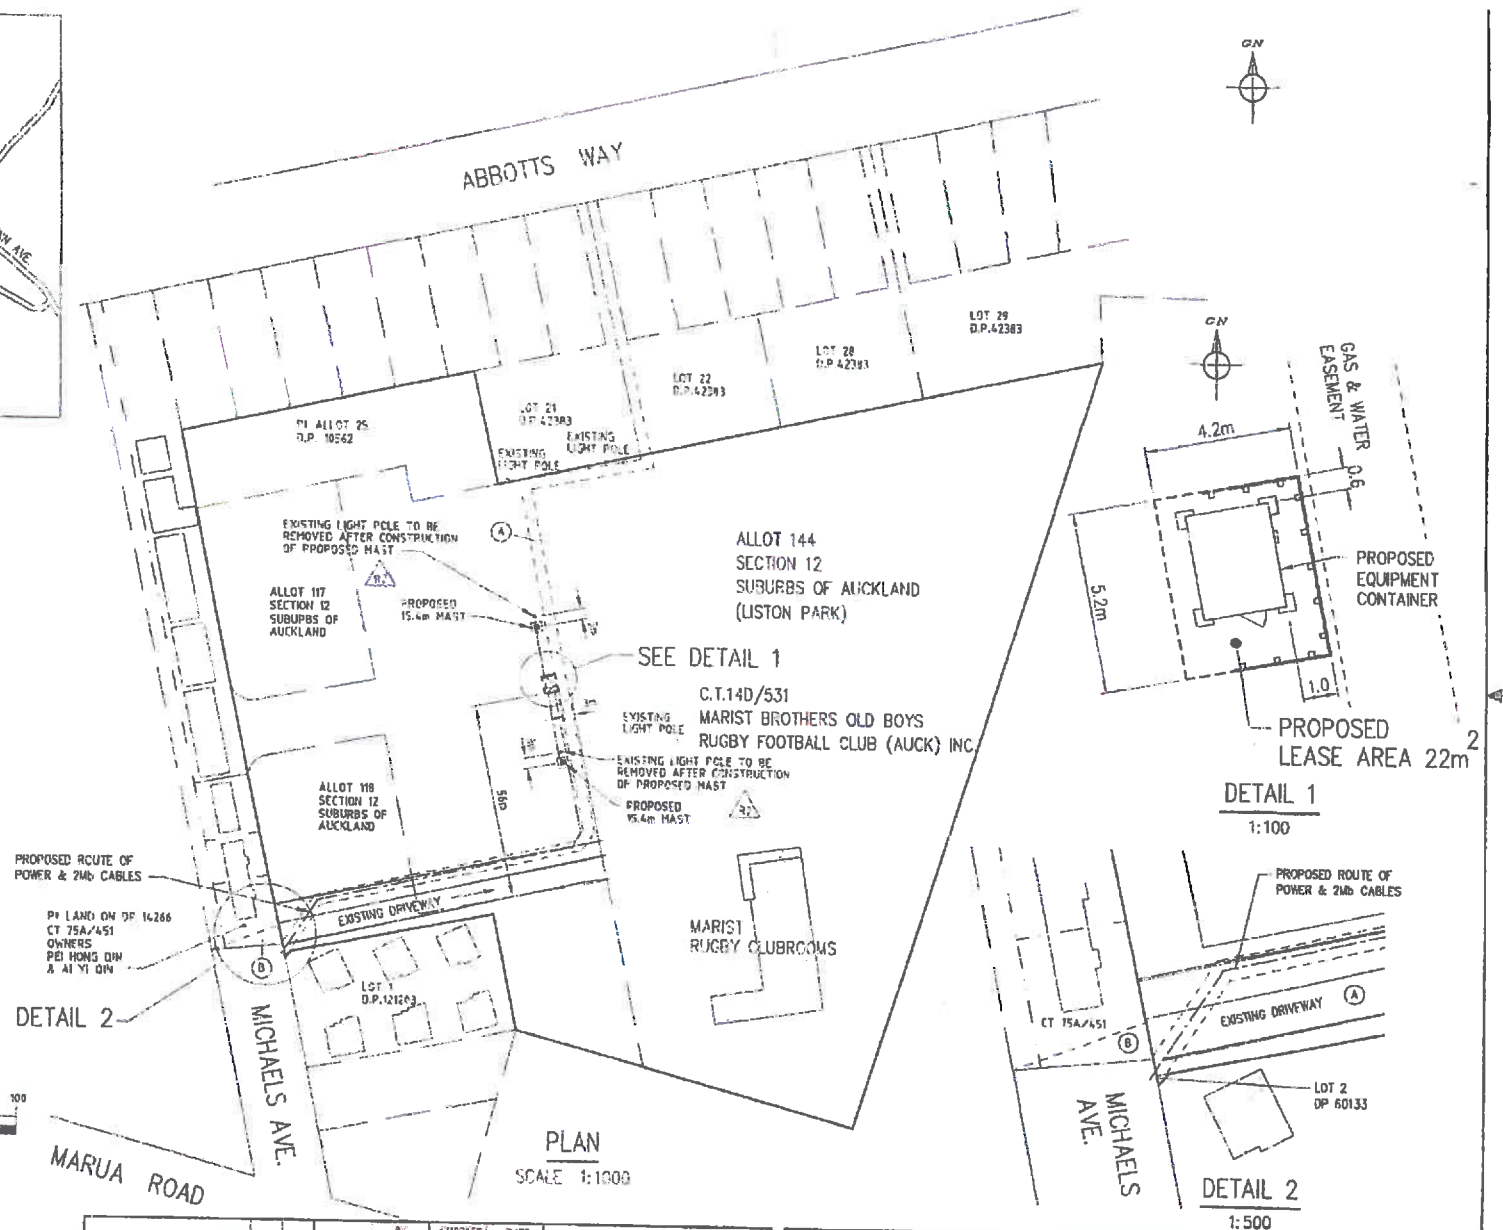 GN
ABBOTTS WAY
LOT 29
D.P.42383
LOT 28
D.P.42383
LOT 22
D.P.42383
LOT 21
D.P.42383
PT ALLOT 25
D.P. 10562
EXISTING
LIGHT POLE
EXISTING
LIGHT POLE
EXISTING LIGHT POLE TO BE
REMOVED AFTER CONSTRUCTION
OF PROPOSED MAST
R2
A
ALLOT 117
SECTION 12
SUBURBS OF
AUCKLAND
PROPOSED
15.4m MAST
ALLOT 144
SECTION 12
SUBURBS OF AUCKLAND
(LISTON PARK)
SEE DETAIL 1
C.T.14D/531
MARIST BROTHERS OLD BOYS
RUGBY FOOTBALL CLUB (AUCK) INC.
EXISTING
LIGHT POLE
EXISTING LIGHT POLE TO BE
REMOVED AFTER CONSTRUCTION
OF PROPOSED MAST
PROPOSED
15.4m MAST
R2
56m
ALLOT 118
SECTION 12
SUBURBS OF
AUCKLAND
PROPOSED ROUTE OF
POWER & 2Mb CABLES
PT LAND ON DP 14266
CT 75A/451
OWNERS
PEI HONG QIN
& AI YI QIN
EXISTING DRIVEWAY
B
DETAIL 2
LOT 1
D.P.121203
MARIST
RUGBY CLUBROOMS
MICHAELS AVE.
100
MARUA ROAD
PLAN
SCALE 1:1000
GN
GAS & WATER
EASEMENT
4.2m
0.6
5.2m
PROPOSED
EQUIPMENT
CONTAINER
1.0
PROPOSED
LEASE AREA 22m2
DETAIL 1
1:100
PROPOSED ROUTE OF
POWER & 2Mb CABLES
CT 75A/451
EXISTING DRIVEWAY
A
B
LOT 2
DP 60133
MICHAELS
AVE.
DETAIL 2
1:500